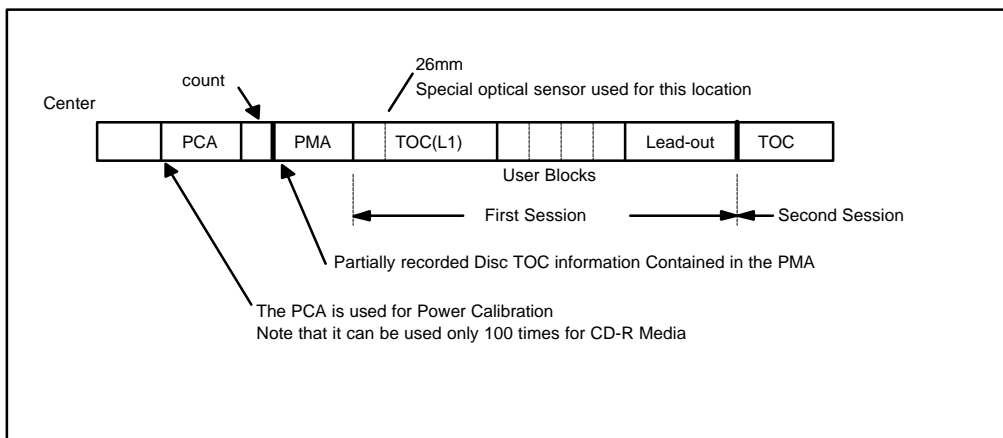 26mm
count
Special optical sensor used for this location
Center
PCA
PMA
TOC(L1)
Lead-out
TOC
User Blocks
First Session
Second Session
Partially recorded Disc TOC information Contained in the PMA
The PCA is used for Power Calibration
Note that it can be used only 100 times for CD-R Media